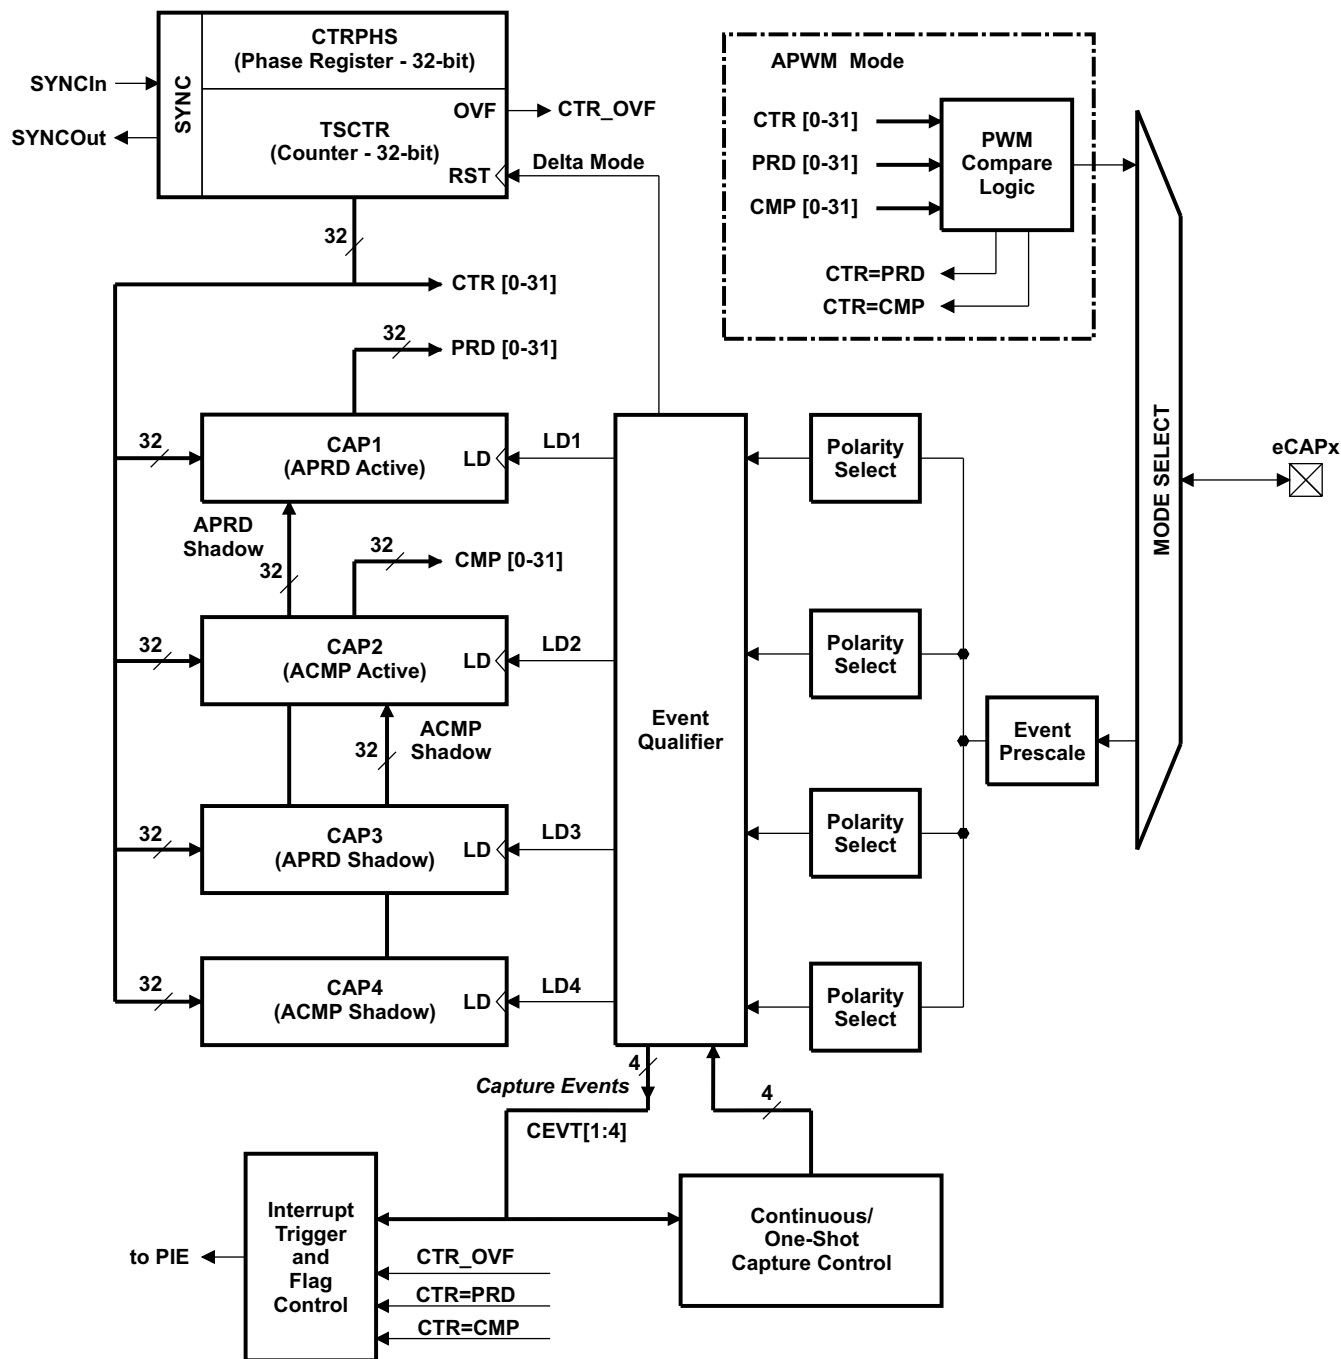 CTRPHS
(Phase Register - 32-bit)
SYNC
SYNCIn
SYNCOut
OVF
CTR_OVF
TSCTR
(Counter - 32-bit)
RST
Delta Mode
APWM Mode
CTR [0-31]
PRD [0-31]
CMP [0-31]
PWM
Compare
Logic
CTR=PRD
CTR=CMP
32
CTR [0-31]
32
PRD [0-31]
32
CAP1
(APRD Active)
LD
LD1
Polarity
Select
MODE SELECT
eCAPx
APRD
Shadow
32
32
CMP [0-31]
32
CAP2
(ACMP Active)
LD
LD2
Polarity
Select
ACMP
Shadow
32
Event
Qualifier
Event
Prescale
32
CAP3
(APRD Shadow)
LD
LD3
Polarity
Select
32
CAP4
(ACMP Shadow)
LD
LD4
Polarity
Select
4
Capture Events
CEVT[1:4]
4
Interrupt
Trigger
and
Flag
Control
to PIE
CTR_OVF
CTR=PRD
CTR=CMP
Continuous/
One-Shot
Capture Control